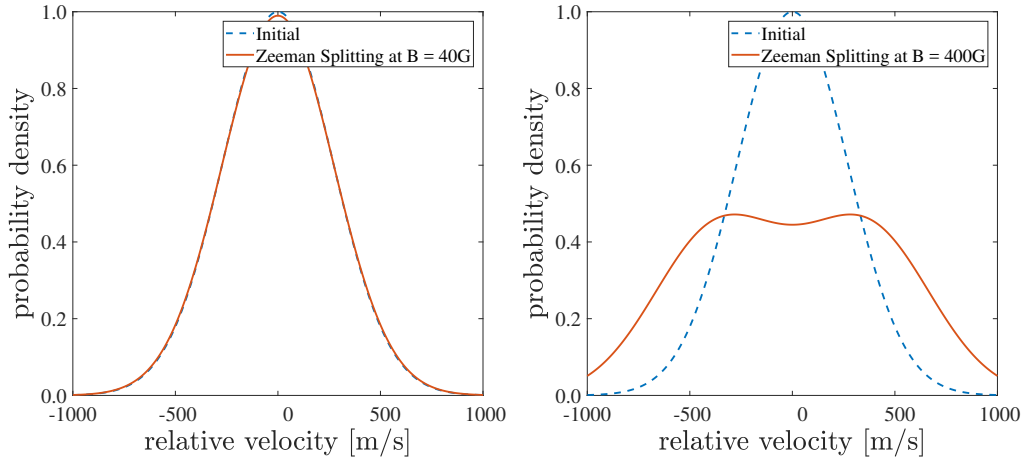 Initial
Zeeman Splitting at B = 40G
probability density
1.0
0.8
0.6
0.4
0.2
0.0
-1000
-500
0
500
1000
relative velocity [m/s]
Initial
Zeeman Splitting at B = 400G
probability density
1.0
0.8
0.6
0.4
0.2
0.0
-1000
-500
0
500
1000
relative velocity [m/s]